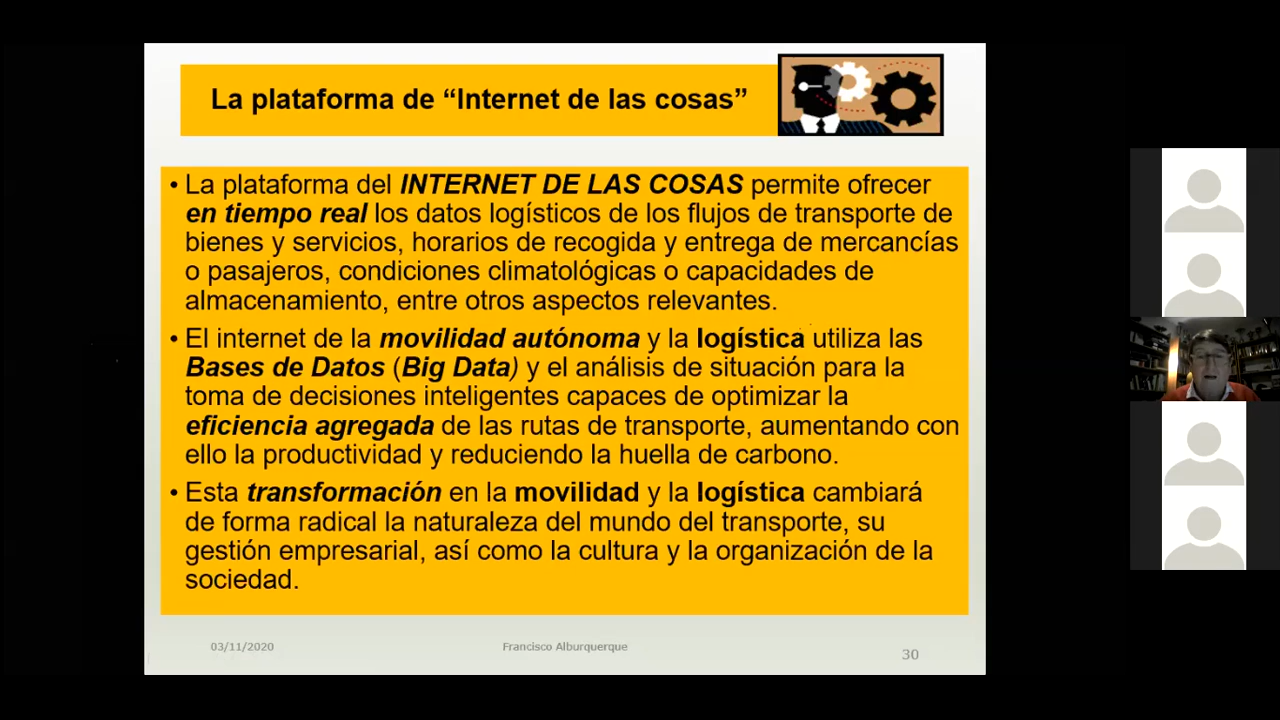 La plataforma de “Internet de las cosas”
• La plataforma del INTERNET DE LAS COSAS permite ofrecer
en tiempo real los datos logísticos de los flujos de transporte de
bienes y servicios, horarios de recogida y entrega de mercancías
o pasajeros, condiciones climatológicas o capacidades de
almacenamiento, entre otros aspectos relevantes.
• El internet de la movilidad autónoma y la logística utiliza las
Bases de Datos (Big Data) y el análisis de situación para la
toma de decisiones inteligentes capaces de optimizar la
eficiencia agregada de las rutas de transporte, aumentando con
ello la productividad y reduciendo la huella de carbono.
• Esta transformación en la movilidad y la logística cambiará
de forma radical la naturaleza del mundo del transporte, su
gestión empresarial, así como la cultura y la organización de la
sociedad.
03/11/2020
Francisco Alburquerque
30